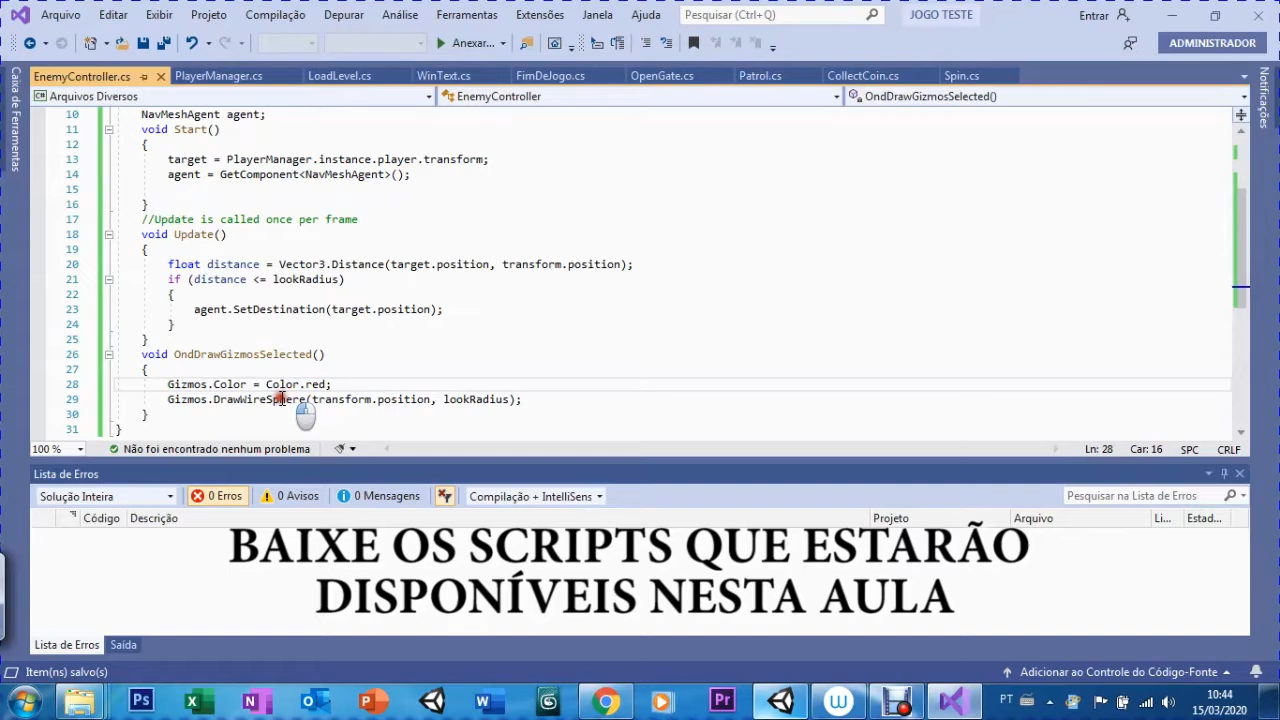 Arquivo Editar Exibir Projeto Compilação Depurar Análise Ferramentas Extensões Janela Ajuda Pesquisar (Ctrl+Q) JOGO TESTE Entrar
Anexar... ADMINISTRADOR
EnemyController.cs PlayerManager.cs LoadLevel.cs WinText.cs FimDeJogo.cs OpenGate.cs Patrol.cs CollectCoin.cs Spin.cs
Caixa de Ferramentas
Notificações
Arquivos Diversos EnemyController OndDrawGizmosSelected()
10 NavMeshAgent agent;
11 void Start()
12 {
13 target = PlayerManager.instance.player.transform;
14 agent = GetComponent<NavMeshAgent>();
15
16 }
17 //Update is called once per frame
18 void Update()
19 {
20 float distance = Vector3.Distance(target.position, transform.position);
21 if (distance <= lookRadius)
22 {
23 agent.SetDestination(target.position);
24 }
25 }
26 void OndDrawGizmosSelected()
27 {
28 Gizmos.Color = Color.red;
29 Gizmos.DrawWireSphere(transform.position, lookRadius);
30 }
31 }
100 % Não foi encontrado nenhum problema Ln: 28 Car: 16 SPC CRLF
Lista de Erros
Solução Inteira 0 Erros 0 Avisos 0 Mensagens Compilação + IntelliSens Pesquisar na Lista de Erros
Código Descrição Projeto Arquivo Li... Estad...
BAIXE OS SCRIPTS QUE ESTARÃO
DISPONÍVEIS NESTA AULA
Lista de Erros Saída
Item(ns) salvo(s) Adicionar ao Controle do Código-Fonte
Ps Pr PT 10:44
15/03/2020